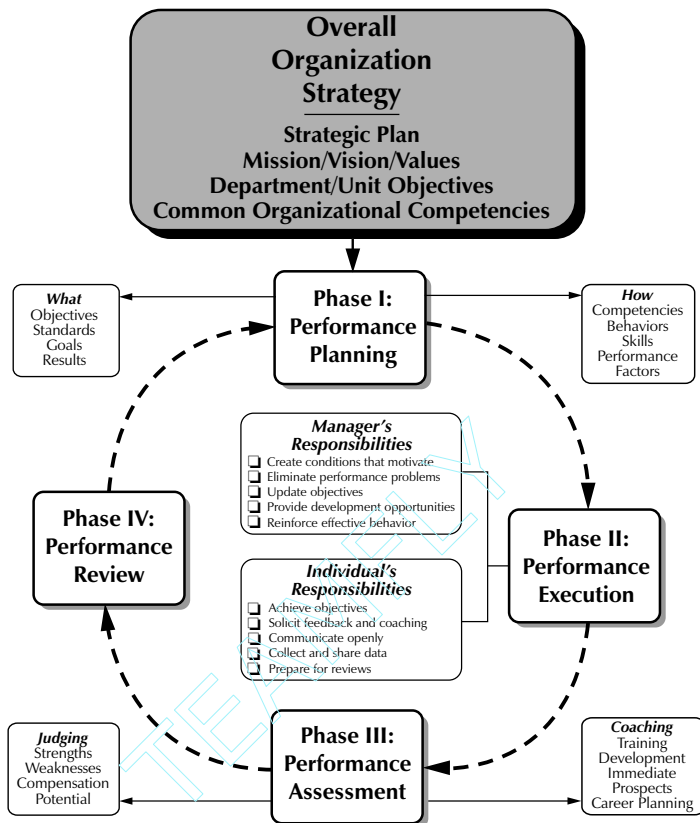 Overall
Organization
Strategy
Strategic Plan
Mission/Vision/Values
Department/Unit Objectives
Common Organizational Competencies
What
Objectives
Standards
Goals
Results
Phase I:
Performance
Planning
How
Competencies
Behaviors
Skills
Performance
Factors
Manager's
Responsibilities
Create conditions that motivate
Eliminate performance problems
Update objectives
Provide development opportunities
Reinforce effective behavior
Phase IV:
Performance
Review
Phase II:
Performance
Execution
Individual's
Responsibilities
Achieve objectives
Solicit feedback and coaching
Communicate openly
Collect and share data
Prepare for reviews
Judging
Strengths
Weaknesses
Compensation
Potential
Phase III:
Performance
Assessment
Coaching
Training
Development
Immediate
Prospects
Career Planning
TEAMFLY